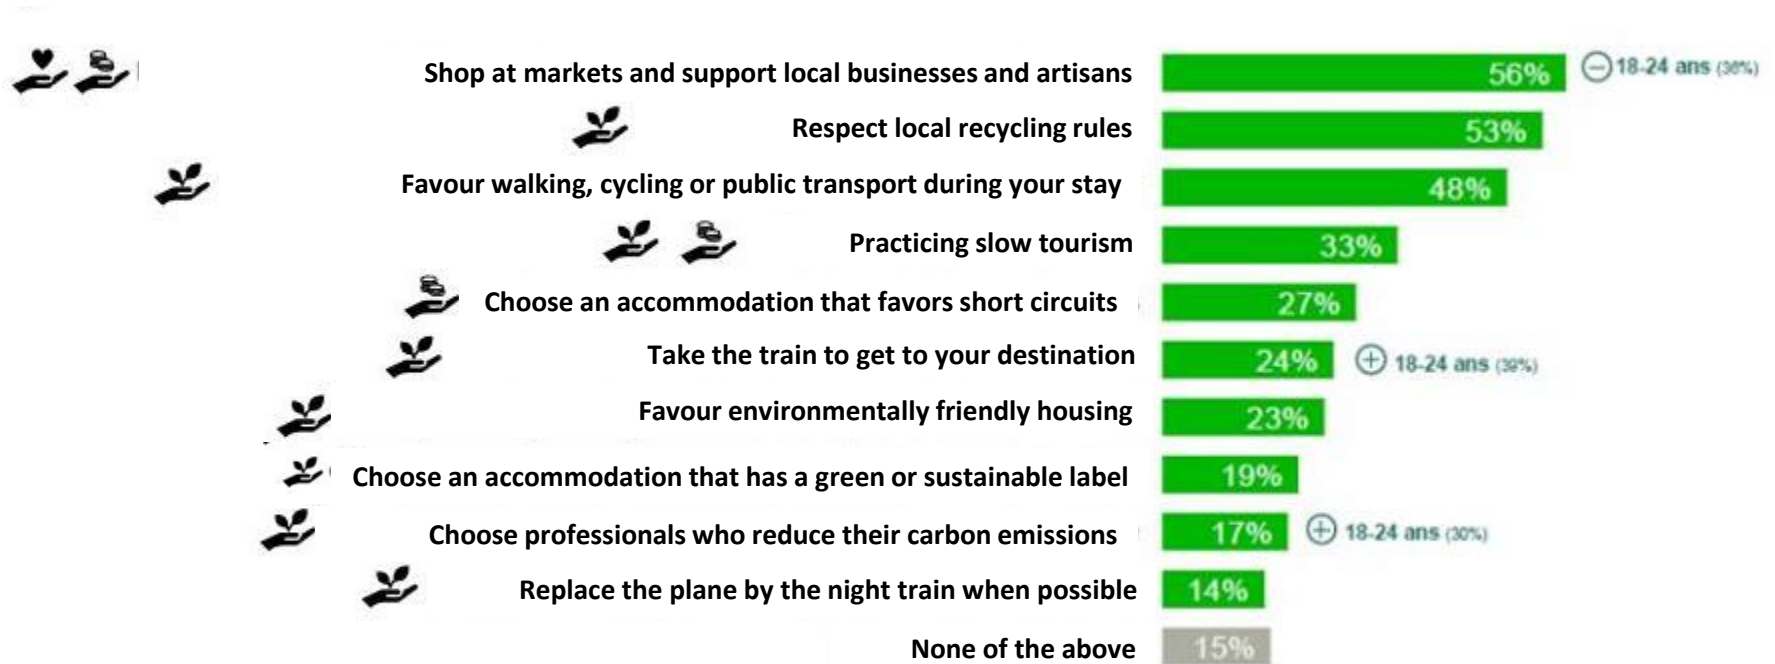 Shop at markets and support local businesses and artisans 56% 18-24 ans (36%)
Respect local recycling rules 53%
Favour walking, cycling or public transport during your stay 48%
Practicing slow tourism 33%
Choose an accommodation that favors short circuits 27%
Take the train to get to your destination 24% 18-24 ans (39%)
Favour environmentally friendly housing 23%
Choose an accommodation that has a green or sustainable label 19%
Choose professionals who reduce their carbon emissions 17% 18-24 ans (30%)
Replace the plane by the night train when possible 14%
None of the above 15%